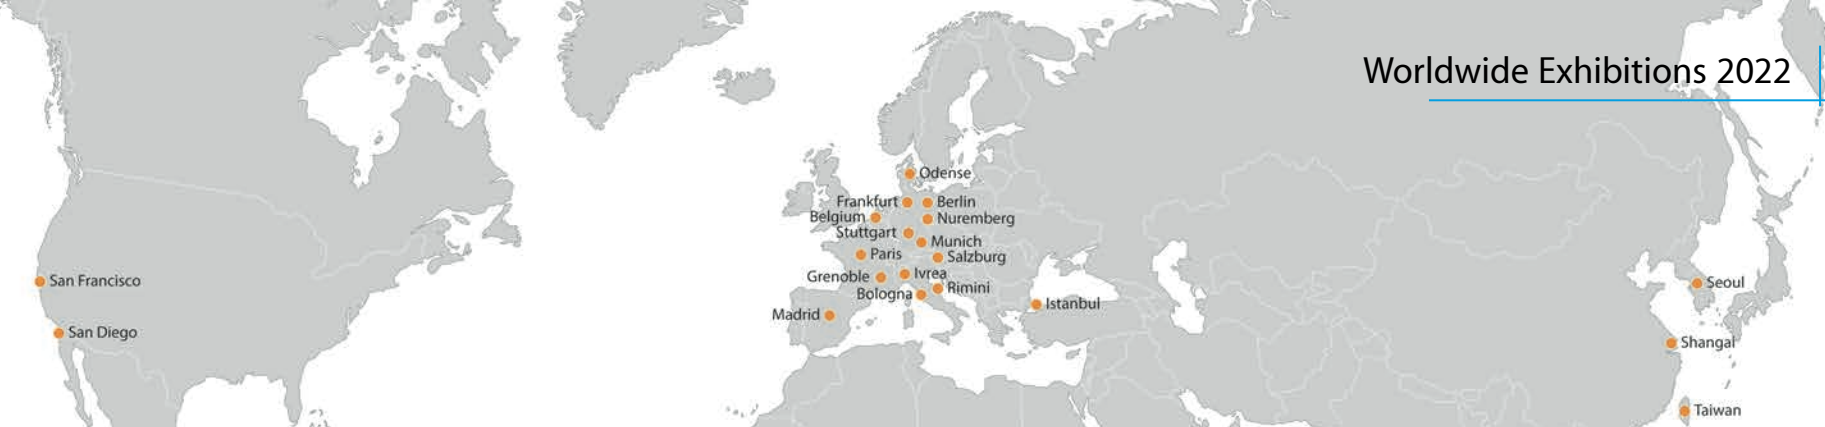 Worldwide Exhibitions 2022
Odense
Frankfurt
Berlin
Belgium
Nuremberg
Stuttgart
Munich
Paris
Salzburg
Grenoble
Ivrea
San Francisco
Seoul
Bologna
Rimini
Istanbul
Madrid
San Diego
Shangai
Taiwan